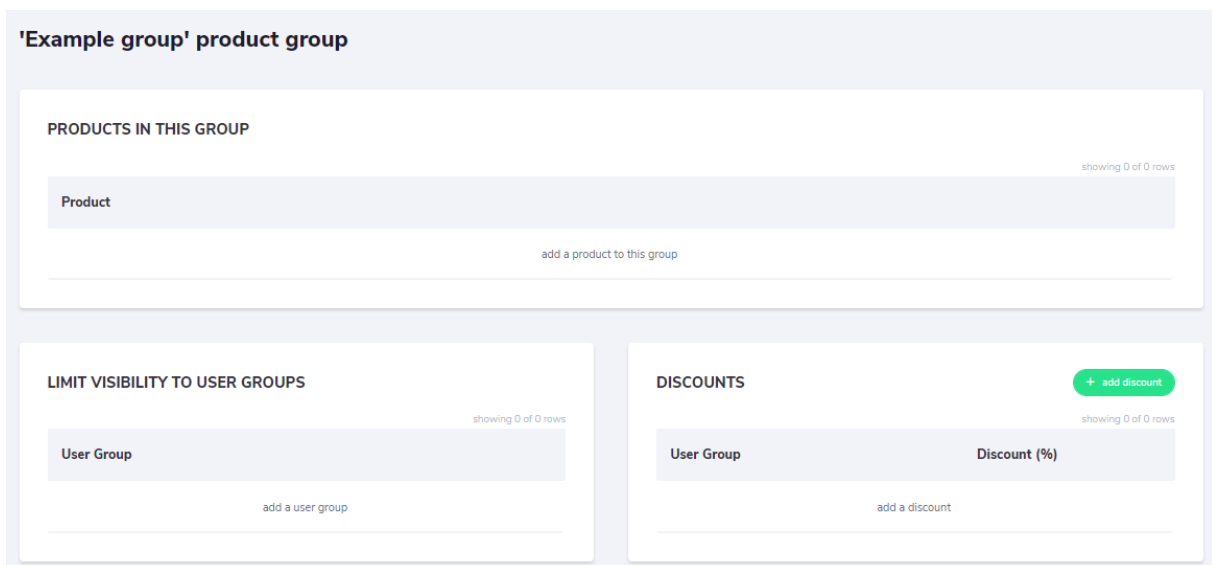 'Example group' product group
PRODUCTS IN THIS GROUP
showing 0 of 0 rows
Product
add a product to this group
LIMIT VISIBILITY TO USER GROUPS
showing 0 of 0 rows
User Group
add a user group
DISCOUNTS
+ add discount
showing 0 of 0 rows
User Group Discount (%)
add a discount